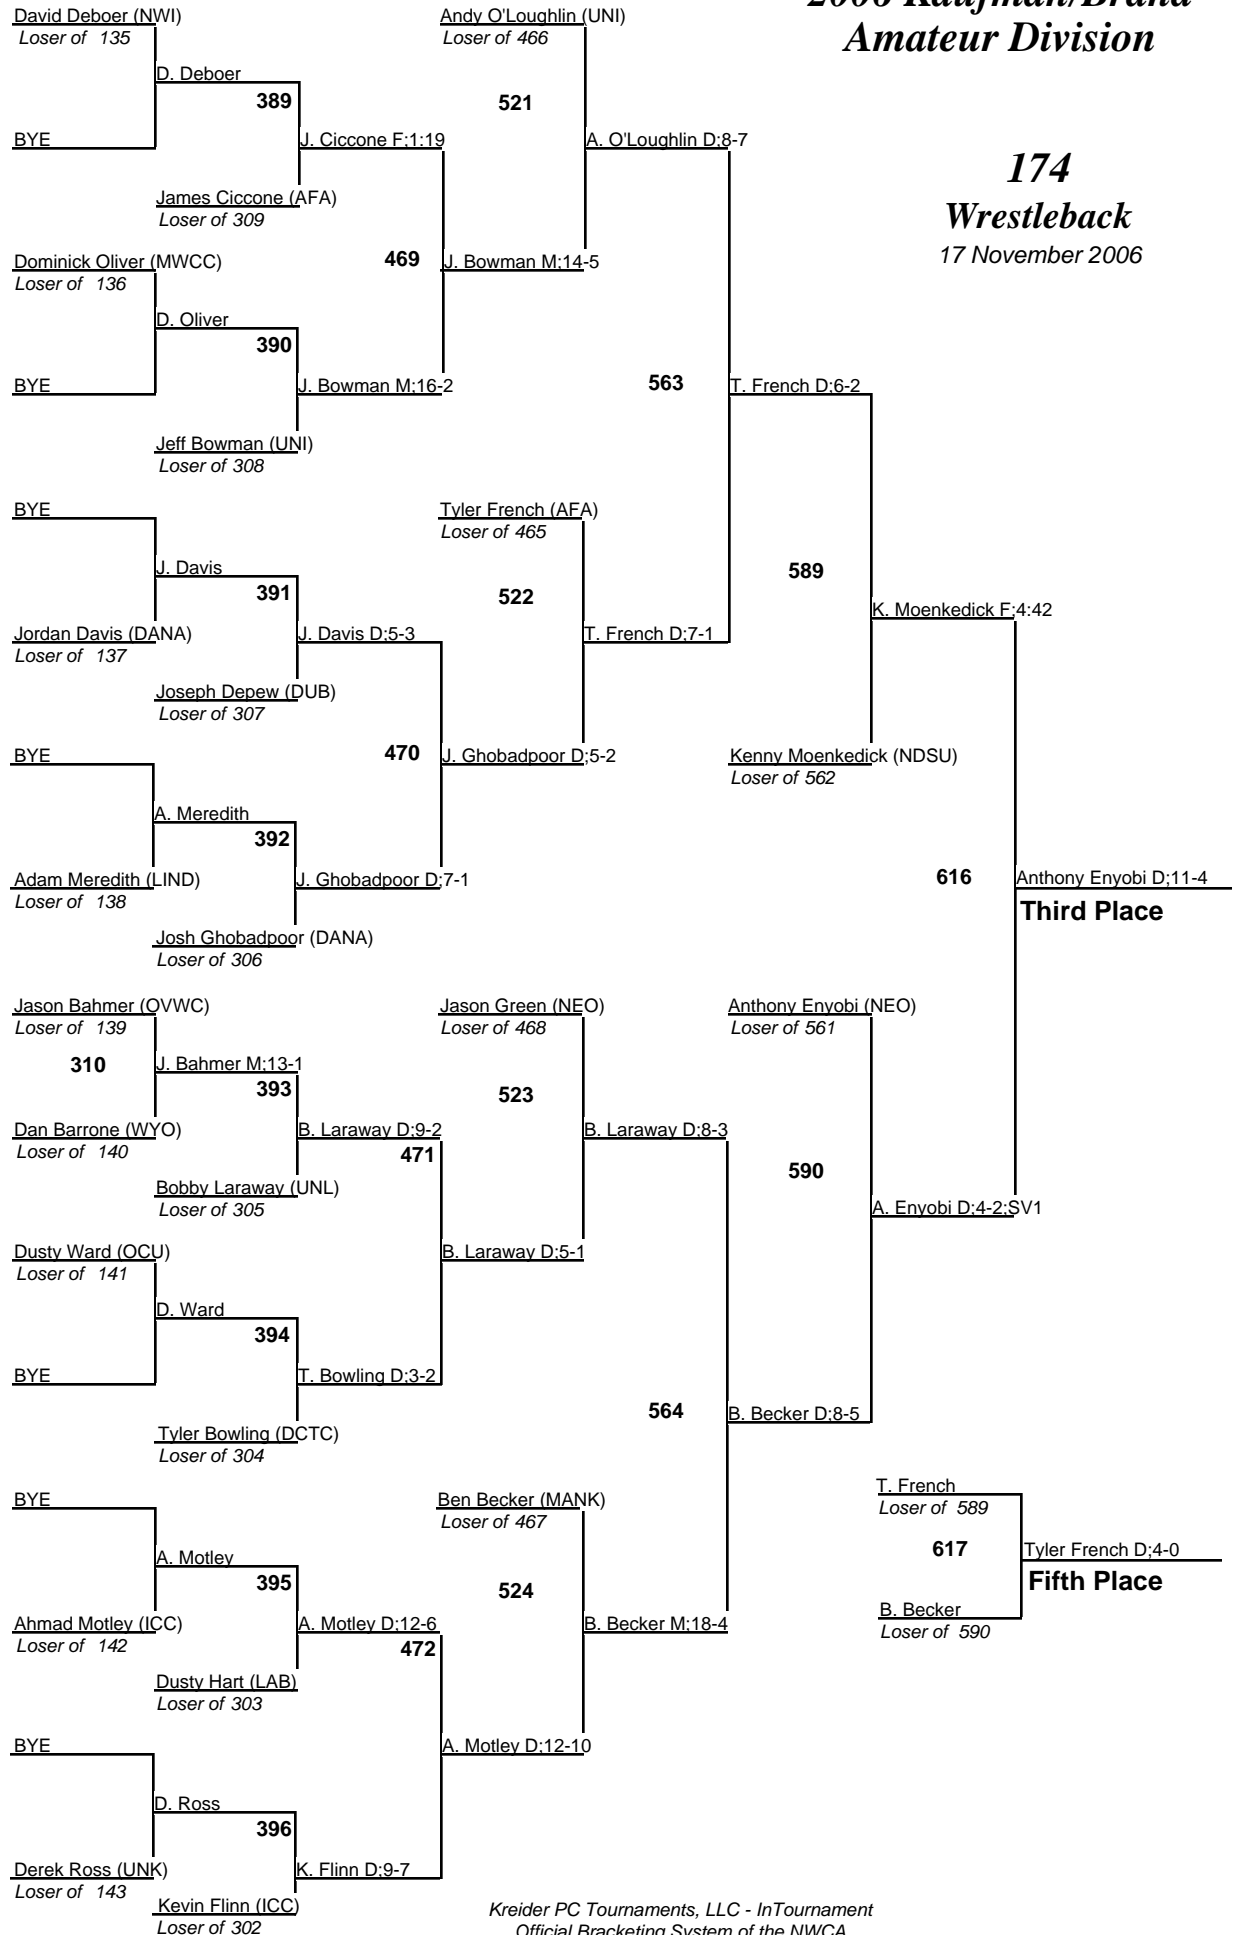 2006 Kaufman/Brand
Amateur Division
174
Wrestleback
17 November 2006
David Deboer (NWI)
Loser of 135
D. Deboer
389
BYE
J. Ciccone F;1:19
James Ciccone (AFA)
Loser of 309
Dominick Oliver (MWCC)
Loser of 136
469
D. Oliver
390
BYE
J. Bowman M;16-2
Jeff Bowman (UNI)
Loser of 308
Andy O'Loughlin (UNI)
Loser of 466
521
A. O'Loughlin D;8-7
J. Bowman M;14-5
563
T. French D;6-2
BYE
J. Davis
391
Jordan Davis (DANA)
Loser of 137
J. Davis D;5-3
Joseph Depew (DUB)
Loser of 307
BYE
470
A. Meredith
392
Adam Meredith (LIND)
Loser of 138
J. Ghobadpoor D;7-1
Josh Ghobadpoor (DANA)
Loser of 306
Tyler French (AFA)
Loser of 465
522
T. French D;7-1
J. Ghobadpoor D;5-2
589
K. Moenkedick F;4:42
Kenny Moenkedick (NDSU)
Loser of 562
616
Anthony Enyobi D;11-4
Third Place
Jason Bahmer (OVWC)
Loser of 139
310
J. Bahmer M;13-1
393
Dan Barrone (WYO)
Loser of 140
B. Laraway D;9-2
471
Bobby Laraway (UNL)
Loser of 305
Dusty Ward (OCU)
Loser of 141
D. Ward
394
BYE
T. Bowling D;3-2
Tyler Bowling (DCTC)
Loser of 304
Jason Green (NEO)
Loser of 468
523
B. Laraway D;8-3
B. Laraway D;5-1
Anthony Enyobi (NEO)
Loser of 561
590
A. Enyobi D;4-2;SV1
564
B. Becker D;8-5
BYE
A. Motley
395
Ahmad Motley (ICC)
Loser of 142
A. Motley D;12-6
472
Dusty Hart (LAB)
Loser of 303
BYE
D. Ross
396
Derek Ross (UNK)
Loser of 143
K. Flinn D;9-7
Kevin Flinn (ICC)
Loser of 302
Ben Becker (MANK)
Loser of 467
524
B. Becker M;18-4
A. Motley D;12-10
T. French
Loser of 589
617
Tyler French D;4-0
Fifth Place
B. Becker
Loser of 590
Kreider PC Tournaments, LLC - InTournament
Official Bracketing System of the NWCA